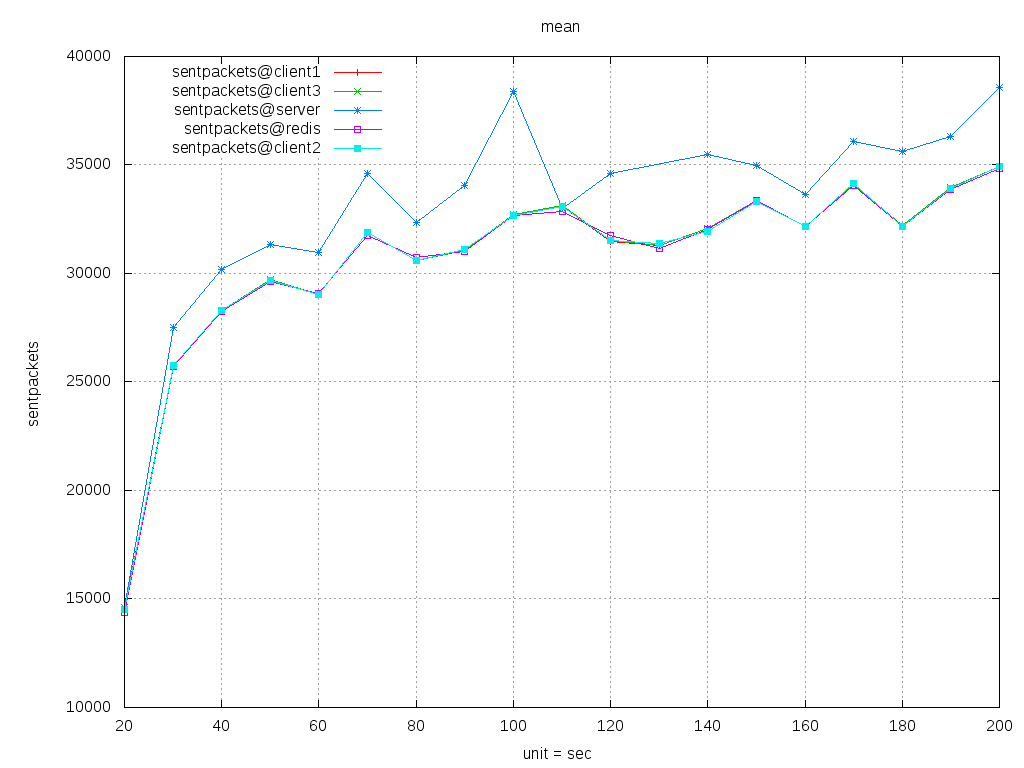 mean
40000
35000
30000
25000
20000
15000
10000
sentpackets
sentpackets@client1
sentpackets@client3
sentpackets@server
sentpackets@redis
sentpackets@client2
20 40 60 80 100 120 140 160 180 200
unit = sec